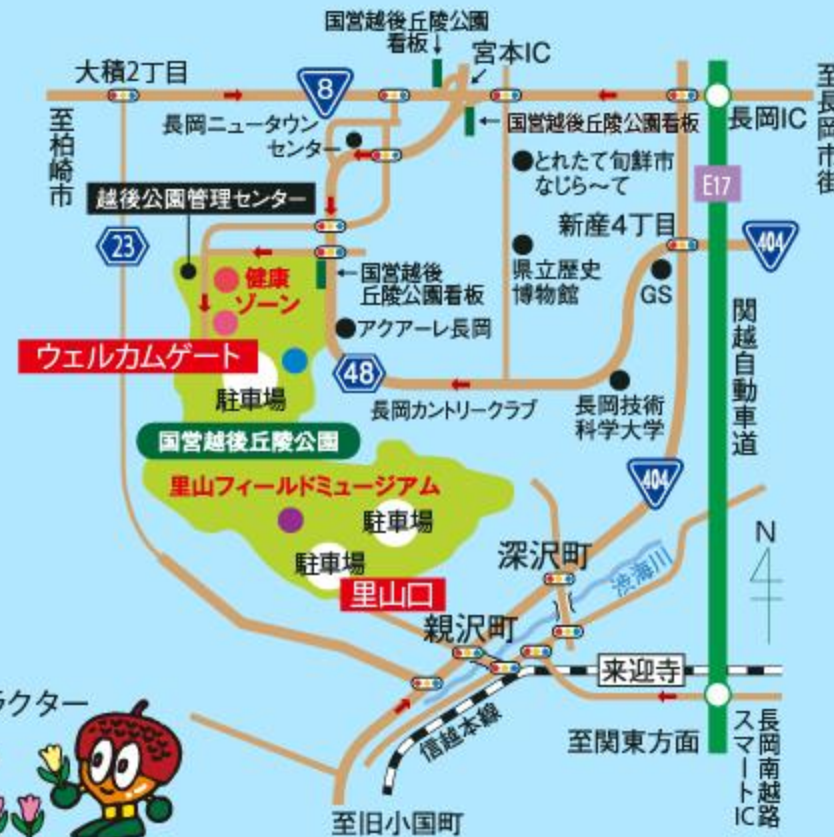 国営越後丘陵公園
看板↓
宮本IC
大積2丁目
8
至柏崎市
長岡ニュータウン
センター
国営越後丘陵公園看板
長岡IC
至長岡市街
とれたて旬鮮市
なじら〜て
E17
越後公園管理センター
新産4丁目
404
23
健康
ゾーン
国営越後
丘陵公園看板
県立歴史
博物館
GS
アクアーレ長岡
関越自動車道
ウェルカムゲート
48
駐車場
長岡カントリークラブ
長岡技術
科学大学
国営越後丘陵公園
里山フィールドミュージアム
404
駐車場
駐車場
深沢町
渋海川
N
里山口
親沢町
来迎寺
ラクター
信越本線
至関東方面
長岡南越路
スマートIC
至旧小国町